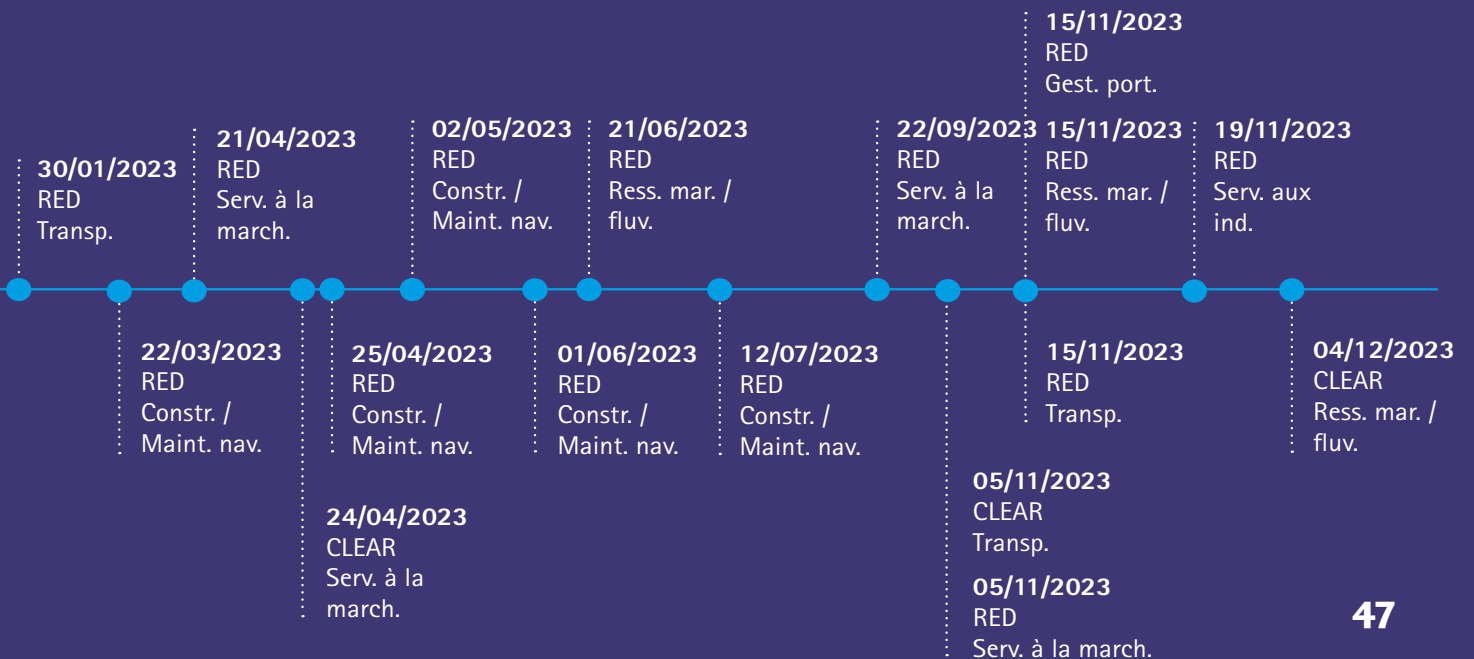 30/01/2023
RED
Transp.
22/03/2023
RED
Constr. /
Maint. nav.
21/04/2023
RED
Serv. à la
march.
24/04/2023
CLEAR
Serv. à la
march.
25/04/2023
RED
Constr. /
Maint. nav.
02/05/2023
RED
Constr. /
Maint. nav.
01/06/2023
RED
Constr. /
Maint. nav.
21/06/2023
RED
Ress. mar. /
fluv.
12/07/2023
RED
Constr. /
Maint. nav.
22/09/2023
RED
Serv. à la
march.
05/11/2023
CLEAR
Transp.
05/11/2023
RED
Serv. à la march.
15/11/2023
RED
Gest. port.
15/11/2023
RED
Ress. mar. /
fluv.
15/11/2023
RED
Transp.
19/11/2023
RED
Serv. aux
ind.
04/12/2023
CLEAR
Ress. mar. /
fluv.
47